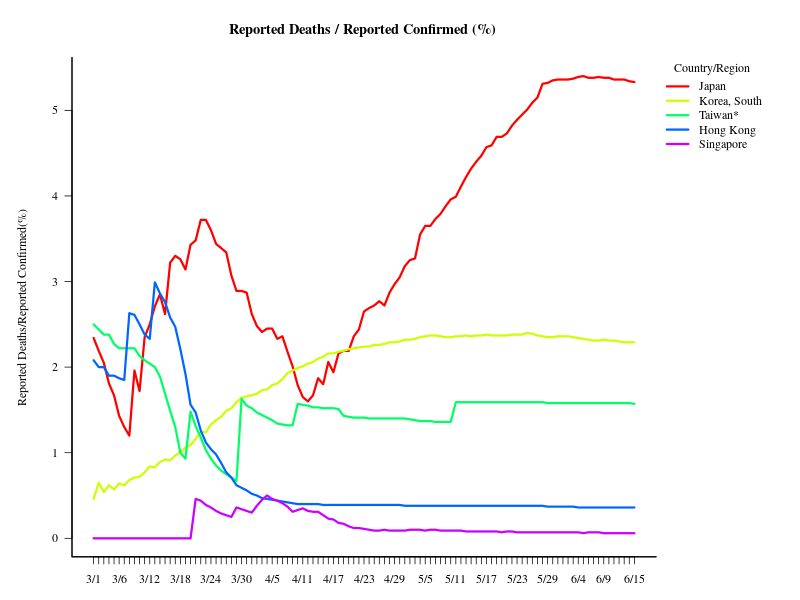 Reported Deaths / Reported Confirmed (%)
Country/Region
Japan
Korea, South
Taiwan*
Hong Kong
Singapore
Reported Deaths/Reported Confirmed(%)
5
4
3
2
1
0
3/1 3/6 3/12 3/18 3/24 3/30 4/5 4/11 4/17 4/23 4/29 5/5 5/11 5/17 5/23 5/29 6/4 6/9 6/15